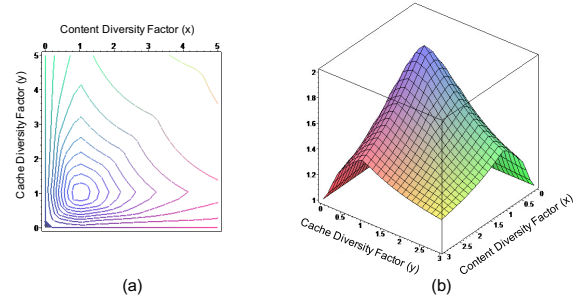 Content Diversity Factor (x)
0 1 2 3 4 5
Cache Diversity Factor (y)
5
4
3
2
1
0
(a)
2
1.8
1.6
1.4
1.2
1
0 0.5 1 1.5 2 2.5 3
Cache Diversity Factor (y)
3 2.5 2 1.5 1 0.5 0
Content Diversity Factor (x)
(b)